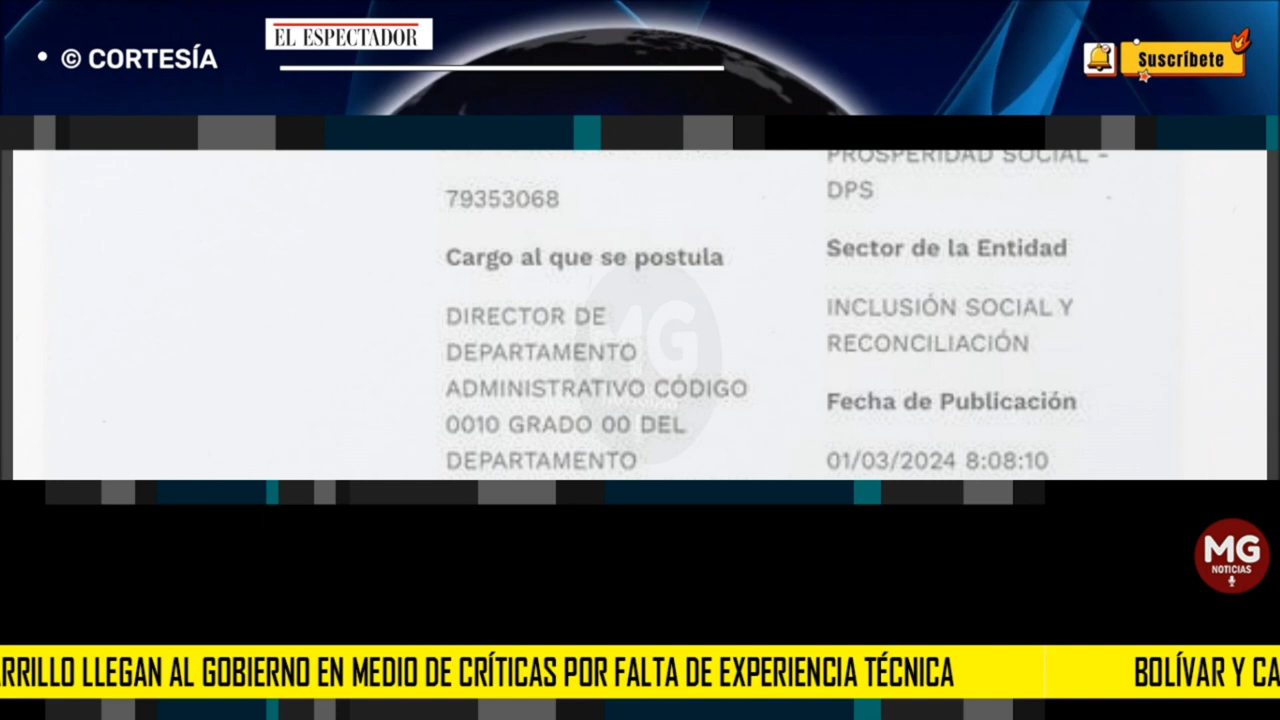 • © CORTESÍA
EL ESPECTADOR
Suscríbete
79353068
Cargo al que se postula
DIRECTOR DE
DEPARTAMENTO
ADMINISTRATIVO CÓDIGO
0010 GRADO 00 DEL
DEPARTAMENTO
PROSPERIDAD SOCIAL -
DPS
Sector de la Entidad
INCLUSIÓN SOCIAL Y
RECONCILIACIÓN
Fecha de Publicación
01/03/2024 8:08:10
MG
MG
NOTICIAS
RRILLO LLEGAN AL GOBIERNO EN MEDIO DE CRÍTICAS POR FALTA DE EXPERIENCIA TÉCNICA
BOLÍVAR Y CA